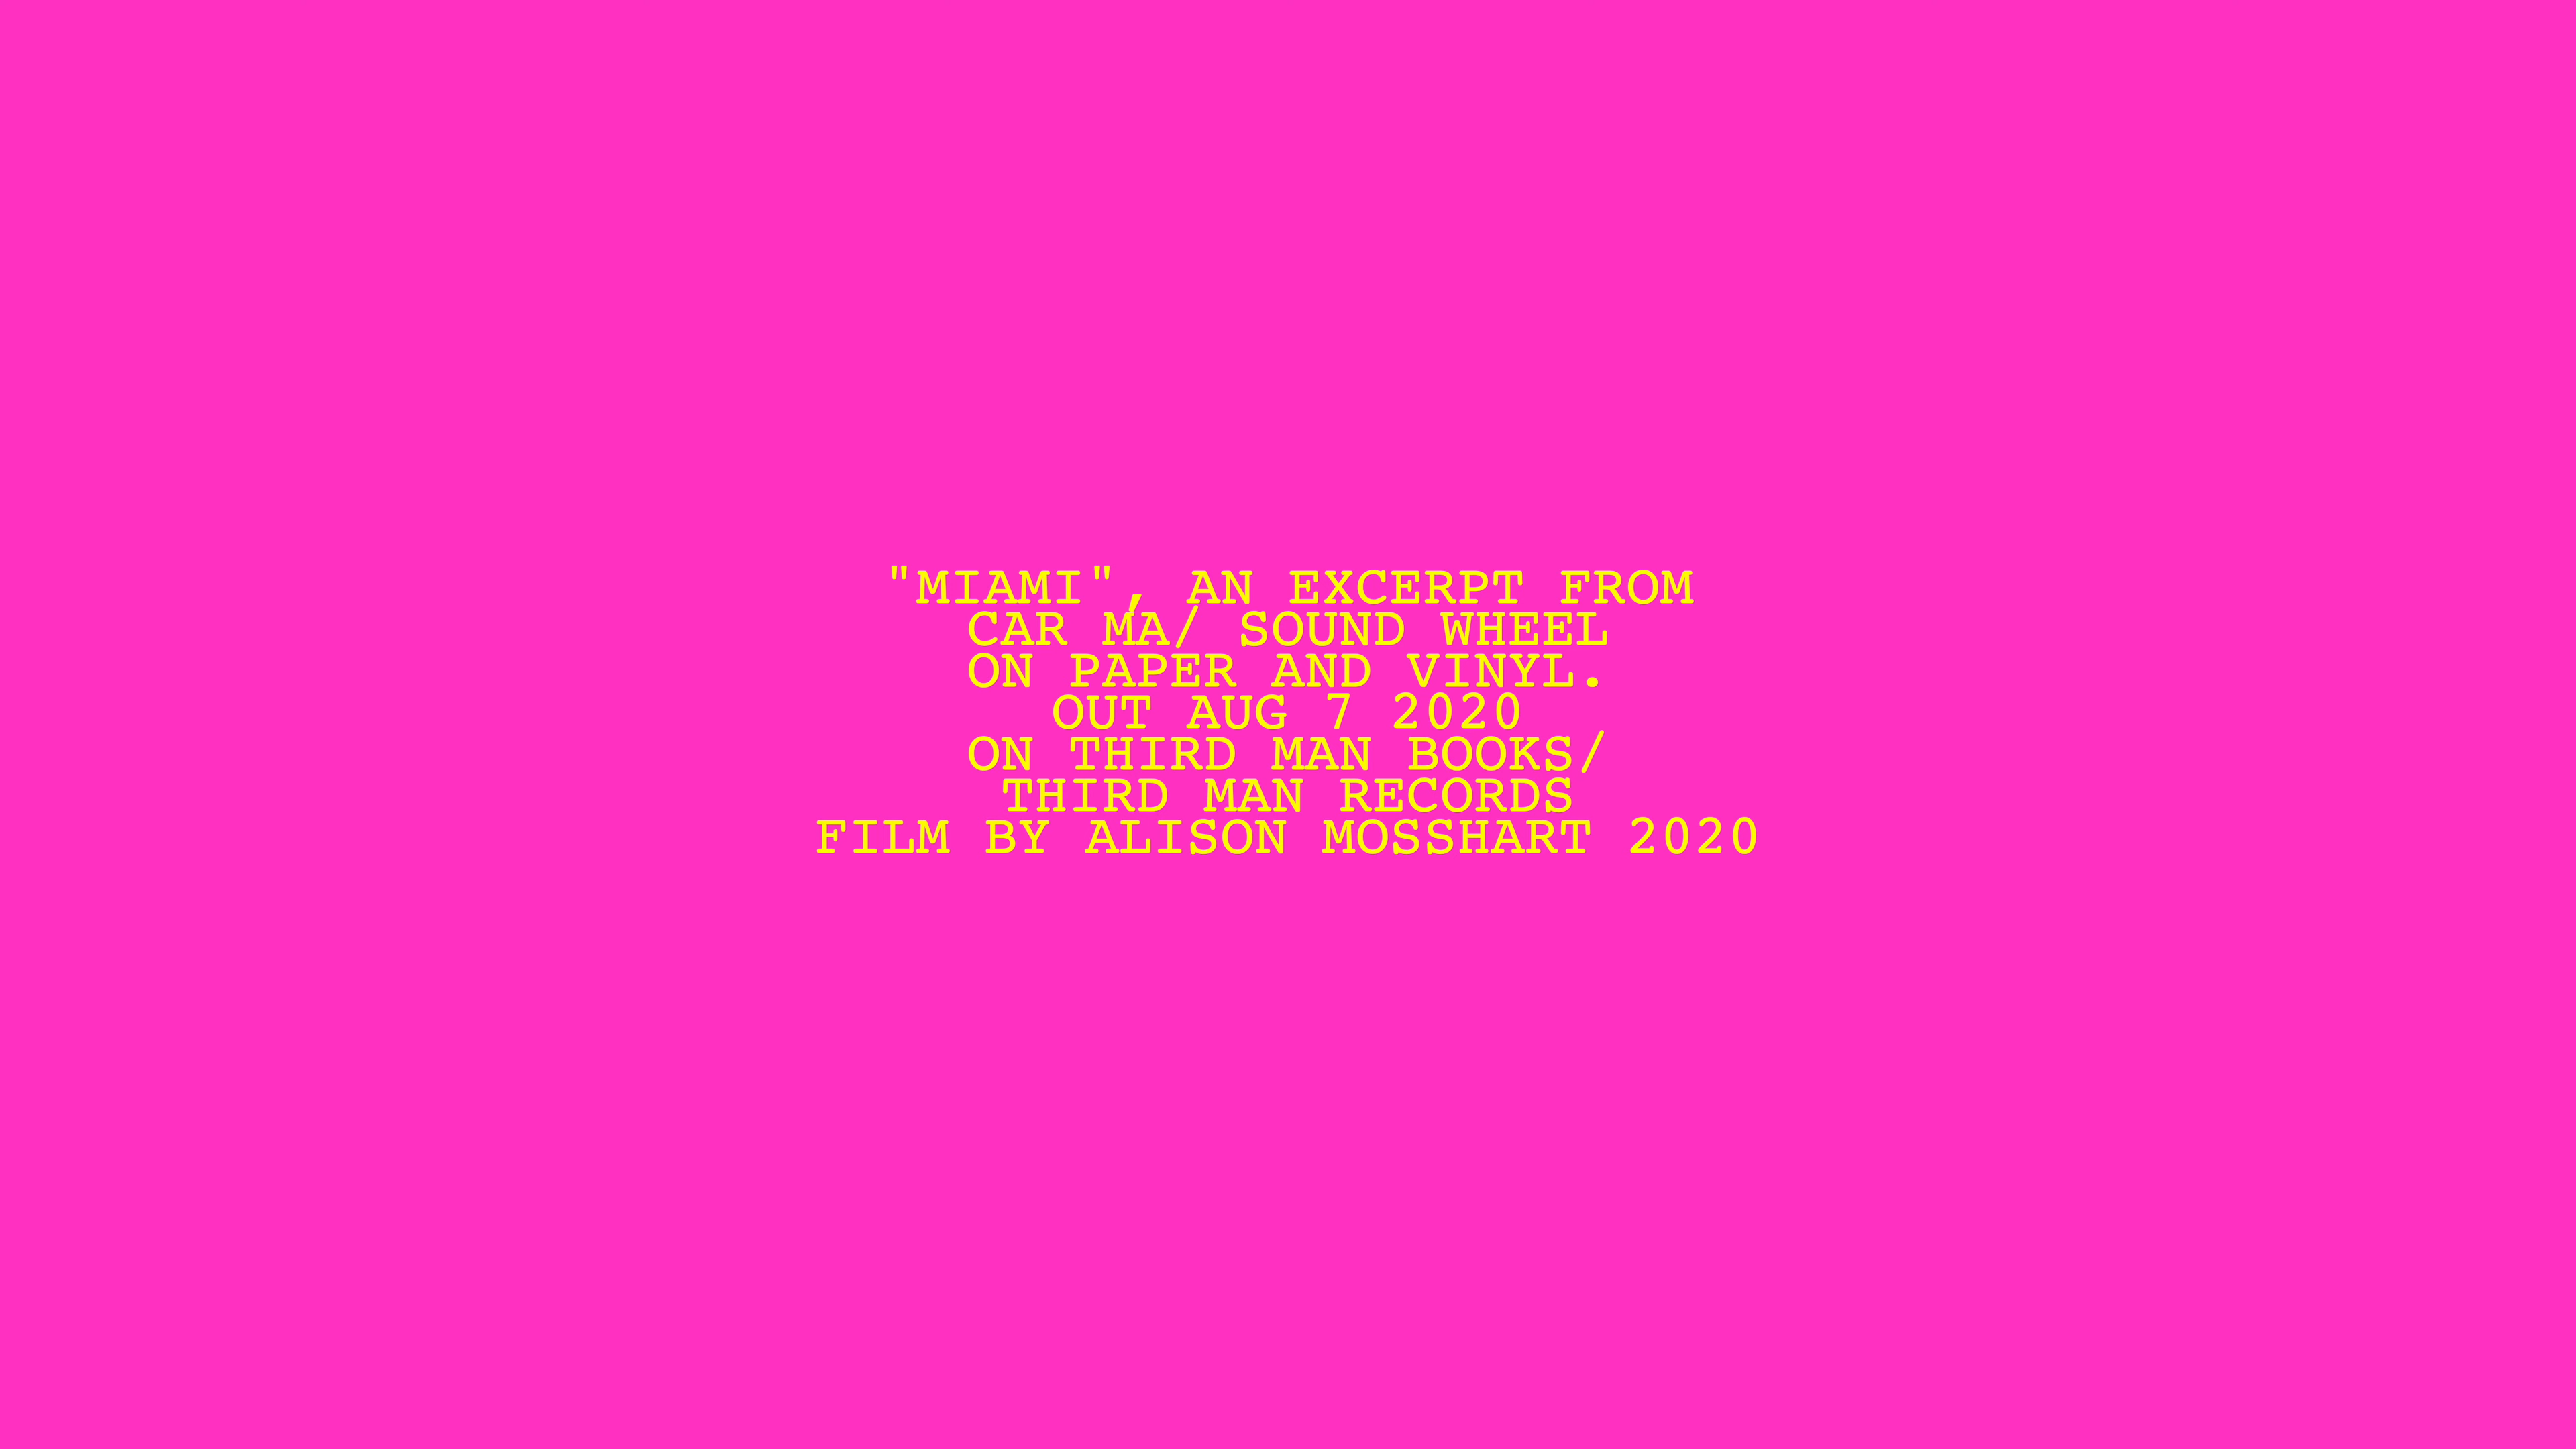 "MIAMI", AN EXCERPT FROM
CAR MA/ SOUND WHEEL
ON PAPER AND VINYL.
OUT AUG 7 2020
ON THIRD MAN BOOKS/
THIRD MAN RECORDS
FILM BY ALISON MOSSHART 2020